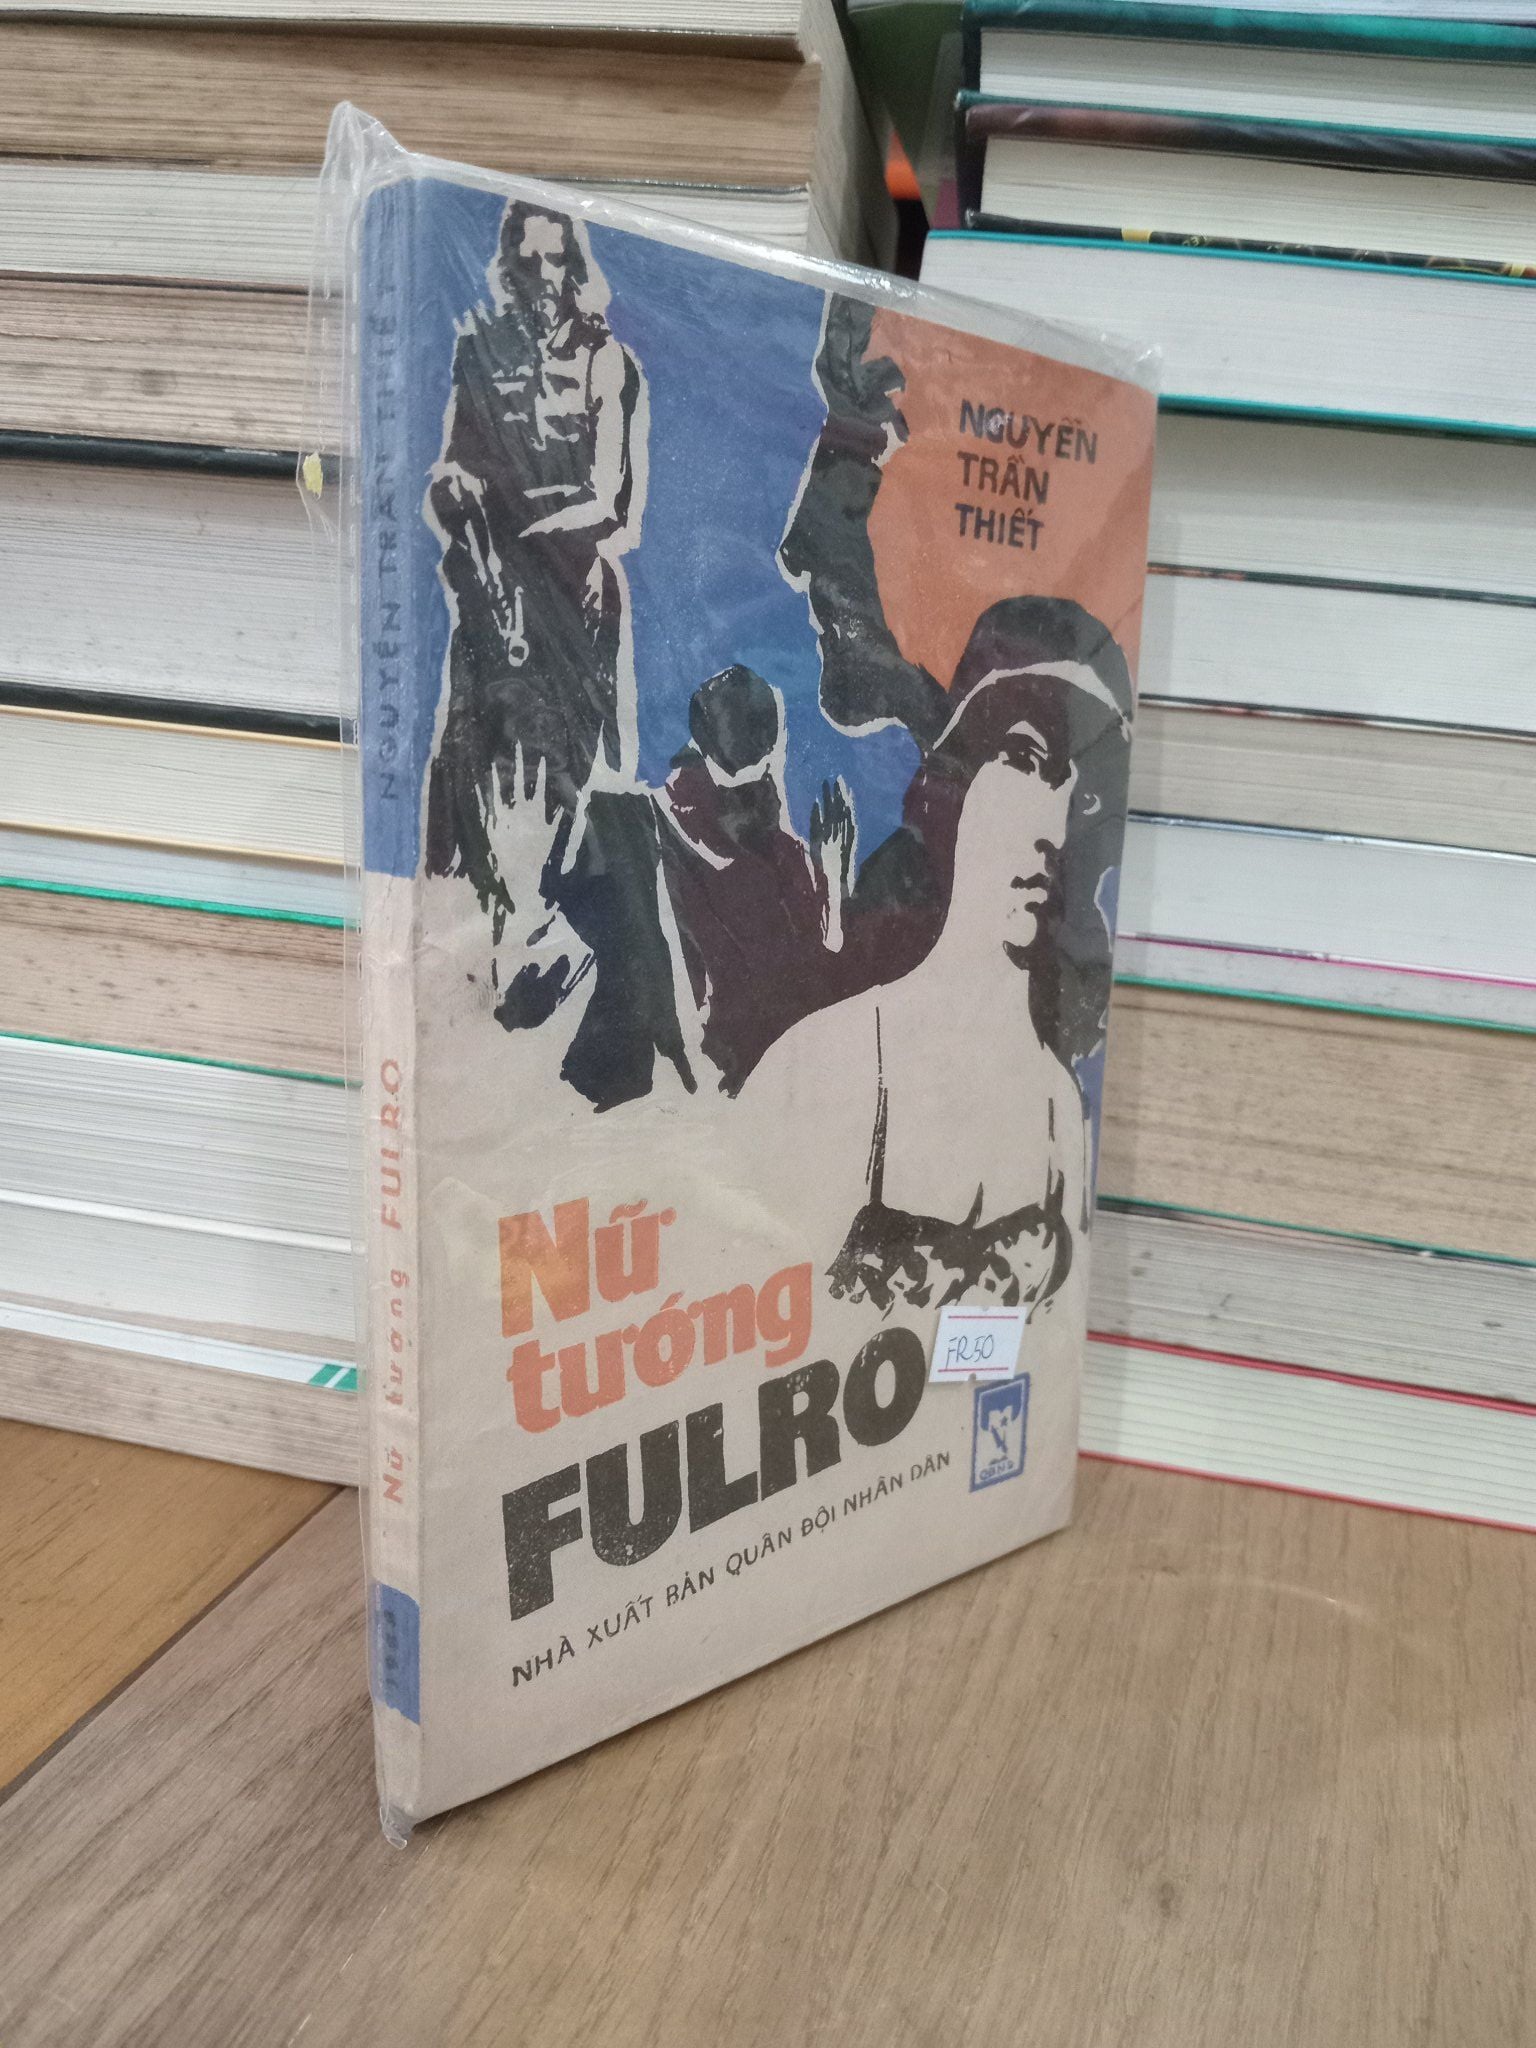 NGUYỄN
TRẦN
THIẾT
Nữ
tướng
FULRO
NHÀ XUẤT BẢN QUÂN ĐỘI NHÂN DÂN
FR50
QĐND
NGUYỄN TRẦN THIẾT
Nữ tướng FULRO